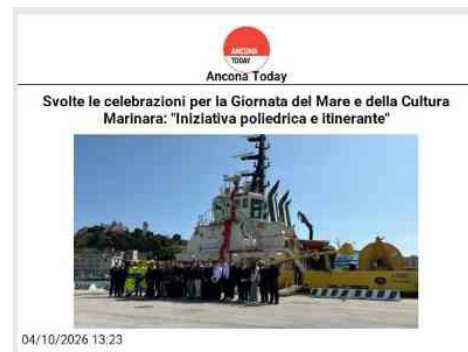 ANCONA
TODAY
Ancona Today
Svolte le celebrazioni per la Giornata del Mare e della Cultura
Marinara: "Iniziativa poliedrica e itinerante"
04/10/2026 13:23